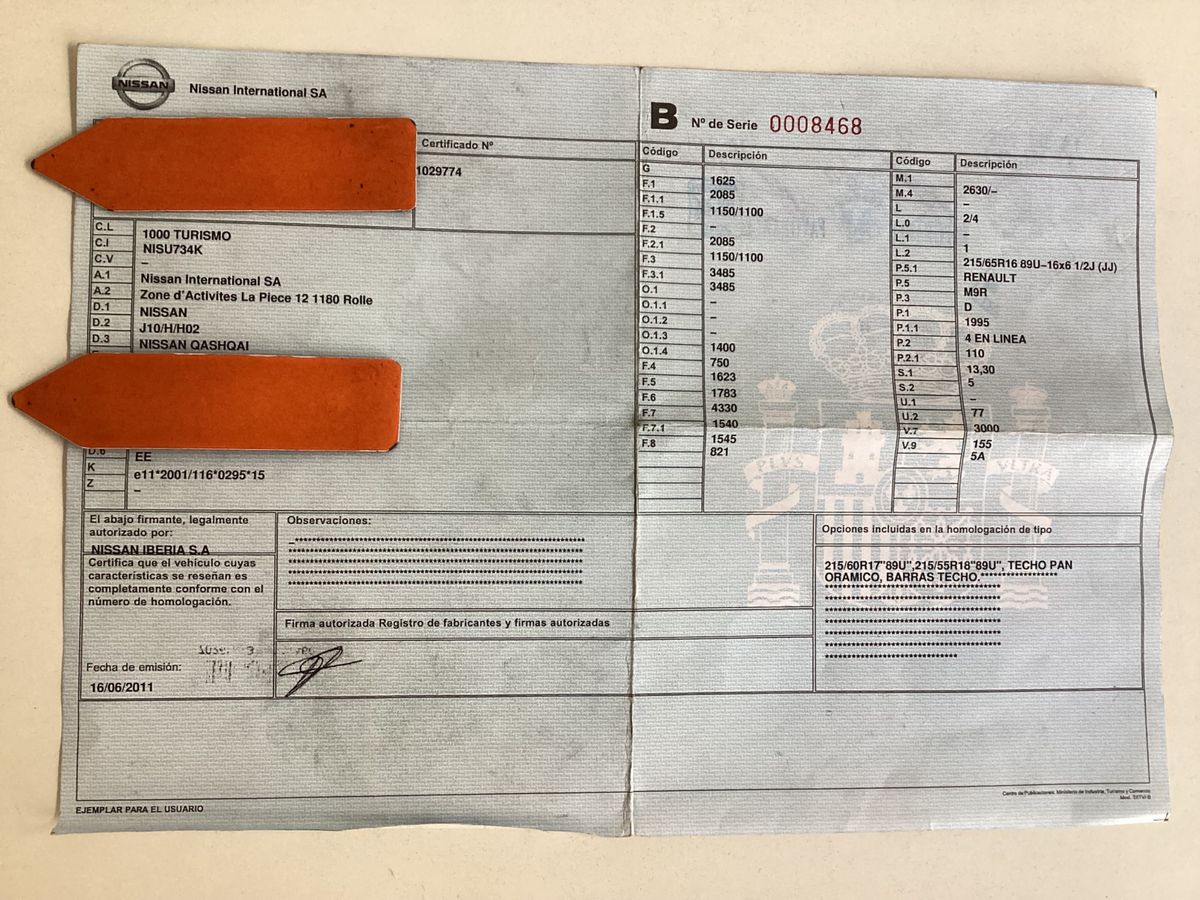 NISSAN
Nissan International SA
B Nº de Serie 0008468
Certificado Nº
1029774
C.L 1000 TURISMO
C.I NISU734K
C.V –
A.1 Nissan International SA
A.2 Zone d'Activites La Piece 12 1180 Rolle
D.1 NISSAN
D.2 J10/H/H02
D.3 NISSAN QASHQAI
D.6 EE
K e11*2001/116*0295*15
Z –
Código Descripción
G 1625
F.1 2085
F.1.1 1150/1100
F.1.5 –
F.2 2085
F.2.1 1150/1100
F.3 3485
F.3.1 3485
O.1 –
O.1.1
O.1.2 –
O.1.3 1400
O.1.4 750
F.4 1623
F.5 1783
F.6 4330
F.7 1540
F.7.1 1545
F.8 821
Código Descripción
M.1 2630/–
M.4 –
L 2/4
L.0 –
L.1 1
L.2 215/65R16 89U–16x6 1/2J (JJ)
P.5.1 RENAULT
P.5 M9R
P.3 D
P.1 1995
P.1.1 4 EN LINEA
P.2 110
P.2.1 13,30
S.1 5
S.2 –
U.1 77
U.2 3000
V.7 155
V.9 5A
PLVS VLTRA
El abajo firmante, legalmente
autorizado por:
NISSAN IBERIA S.A
Certifica que el vehículo cuyas
características se reseñan es
completamente conforme con el
número de homologación.
Fecha de emisión:
16/06/2011
Observaciones:
Firma autorizada Registro de fabricantes y firmas autorizadas
Opciones incluidas en la homologación de tipo
215/60R17"89U",215/55R18"89U", TECHO PAN
ORAMICO, BARRAS TECHO.
EJEMPLAR PARA EL USUARIO
Centro de Publicaciones. Ministerio de Industria, Turismo y Comercio